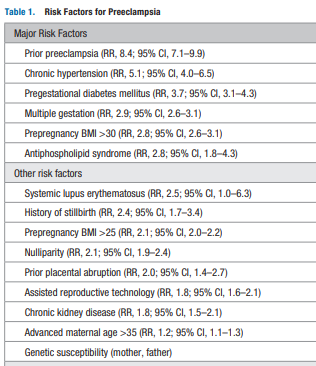 Table 1. Risk Factors for Preeclampsia
Major Risk Factors
Prior preeclampsia (RR, 8.4; 95% CI, 7.1–9.9)
Chronic hypertension (RR, 5.1; 95% CI, 4.0–6.5)
Pregestational diabetes mellitus (RR, 3.7; 95% CI, 3.1–4.3)
Multiple gestation (RR, 2.9; 95% CI, 2.6–3.1)
Prepregnancy BMI >30 (RR, 2.8; 95% CI, 2.6–3.1)
Antiphospholipid syndrome (RR, 2.8; 95% CI, 1.8–4.3)
Other risk factors
Systemic lupus erythematosus (RR, 2.5; 95% CI, 1.0–6.3)
History of stillbirth (RR, 2.4; 95% CI, 1.7–3.4)
Prepregnancy BMI >25 (RR, 2.1; 95% CI, 2.0–2.2)
Nulliparity (RR, 2.1; 95% CI, 1.9–2.4)
Prior placental abruption (RR, 2.0; 95% CI, 1.4–2.7)
Assisted reproductive technology (RR, 1.8; 95% CI, 1.6–2.1)
Chronic kidney disease (RR, 1.8; 95% CI, 1.5–2.1)
Advanced maternal age >35 (RR, 1.2; 95% CI, 1.1–1.3)
Genetic susceptibility (mother, father)